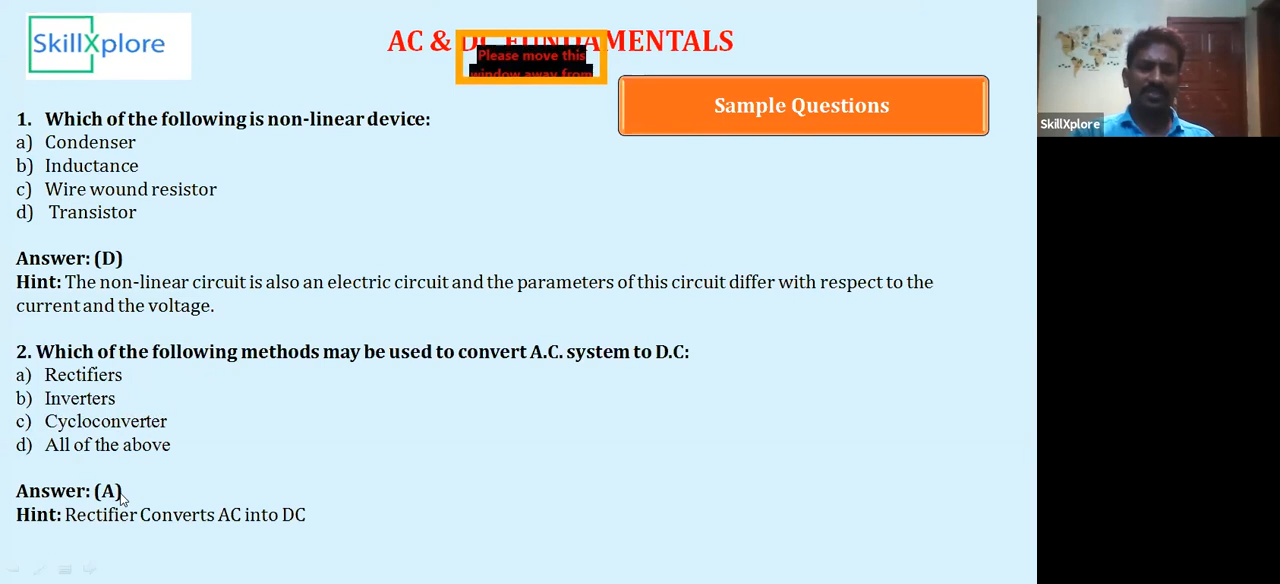 SkillXplore
AC & DC FUNDAMENTALS
Please move this
window away from
Sample Questions
SkillXplore
1. Which of the following is non-linear device:
a) Condenser
b) Inductance
c) Wire wound resistor
d) Transistor
Answer: (D)
Hint: The non-linear circuit is also an electric circuit and the parameters of this circuit differ with respect to the
current and the voltage.
2. Which of the following methods may be used to convert A.C. system to D.C:
a) Rectifiers
b) Inverters
c) Cycloconverter
d) All of the above
Answer: (A)
Hint: Rectifier Converts AC into DC